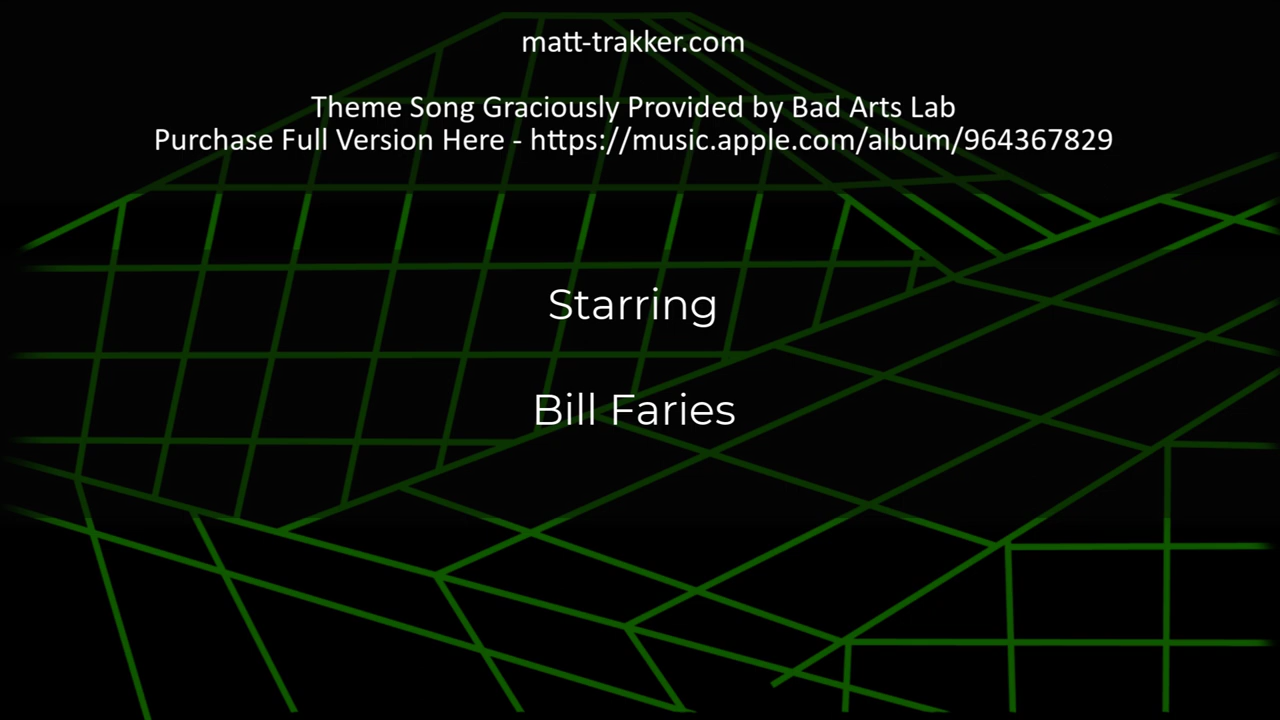 matt-trakker.com
Theme Song Graciously Provided by Bad Arts Lab
Purchase Full Version Here - https://music.apple.com/album/964367829
Starring
Bill Faries